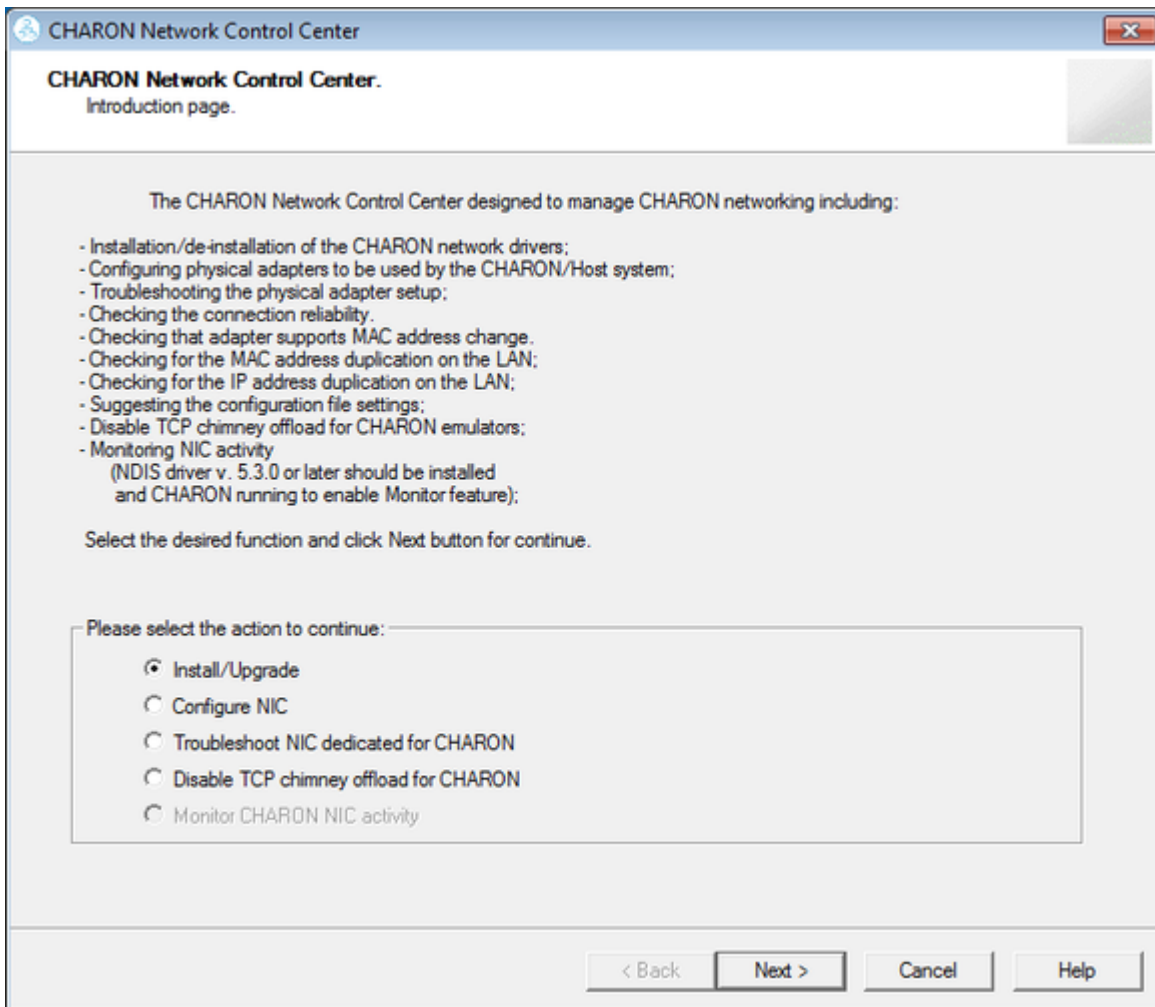 CHARON Network Control Center
CHARON Network Control Center.
Introduction page.
The CHARON Network Control Center designed to manage CHARON networking including:
- Installation/de-installation of the CHARON network drivers;
- Configuring physical adapters to be used by the CHARON/Host system;
- Troubleshooting the physical adapter setup;
- Checking the connection reliability.
- Checking that adapter supports MAC address change.
- Checking for the MAC address duplication on the LAN;
- Checking for the IP address duplication on the LAN;
- Suggesting the configuration file settings;
- Disable TCP chimney offload for CHARON emulators;
- Monitoring NIC activity
(NDIS driver v. 5.3.0 or later should be installed
and CHARON running to enable Monitor feature);
Select the desired function and click Next button for continue.
Please select the action to continue:
Install/Upgrade
Configure NIC
Troubleshoot NIC dedicated for CHARON
Disable TCP chimney offload for CHARON
Monitor CHARON NIC activity
< Back Next > Cancel Help